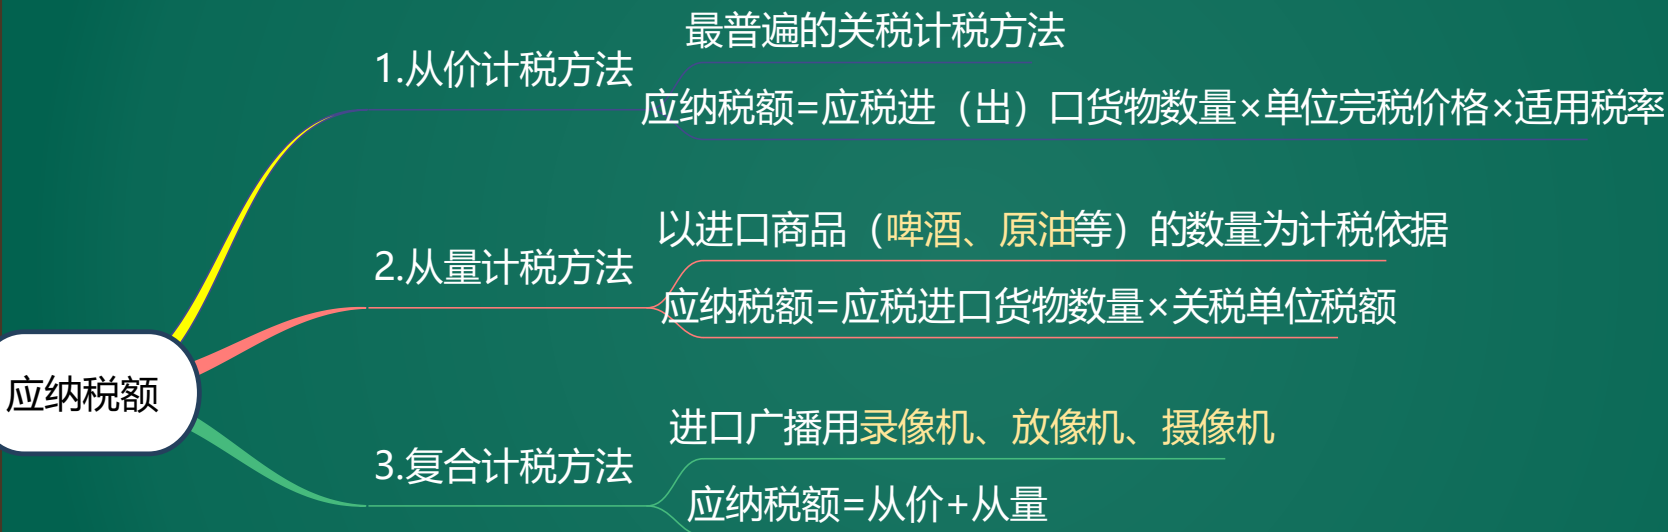 最普遍的关税计税方法
1.从价计税方法
应纳税额=应税进（出）口货物数量×单位完税价格×适用税率
以进口商品（啤酒、原油等）的数量为计税依据
2.从量计税方法
应纳税额=应税进口货物数量×关税单位税额
应纳税额
进口广播用录像机、放像机、摄像机
3.复合计税方法
应纳税额=从价+从量